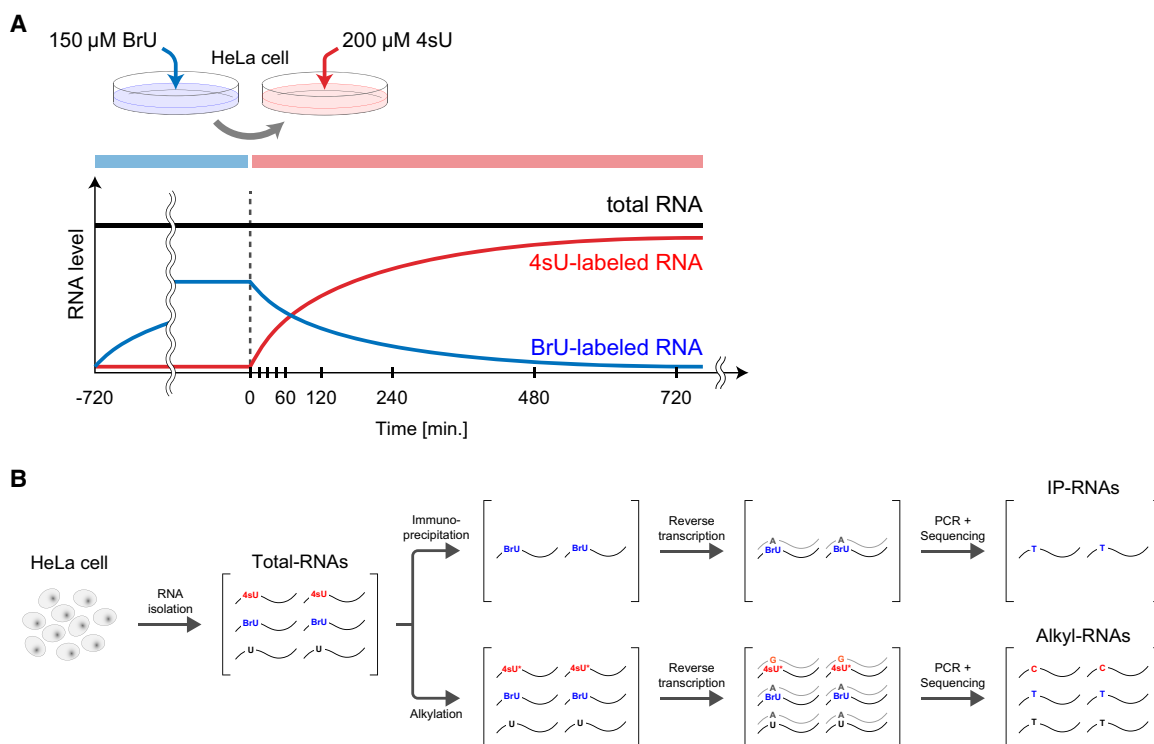 A
150 µM BrU
HeLa cell
200 µM 4sU
RNA level
total RNA
4sU-labeled RNA
BrU-labeled RNA
-720
0
60
120
240
480
720
Time [min.]
B
HeLa cell
RNA
isolation
Total-RNAs
4sU 4sU
BrU BrU
U U
Immuno-
precipitation
BrU BrU
Reverse
transcription
A A
BrU BrU
PCR +
Sequencing
IP-RNAs
T T
Alkylation
4sU* 4sU*
BrU BrU
U U
Reverse
transcription
G G
4sU* 4sU*
A A
BrU BrU
A A
U U
PCR +
Sequencing
Alkyl-RNAs
C C
T T
T T